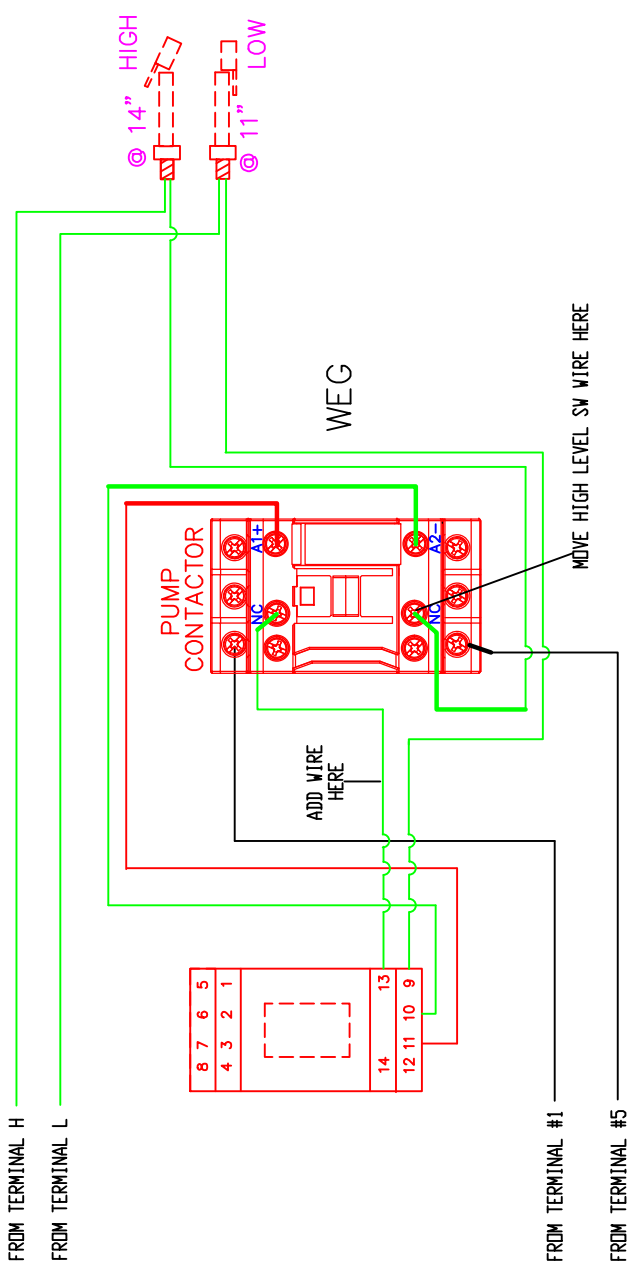 HIGH
@ 14"
LOW
@ 11"
WEG
MOVE HIGH LEVEL SW WIRE HERE
PUMP
CONTACTOR
A1+
NC
A2-
NC
ADD WIRE
HERE
8 7 6 5
4 3 2 1
14 13
12 11 10 9
FROM TERMINAL H
FROM TERMINAL L
FROM TERMINAL #1
FROM TERMINAL #5